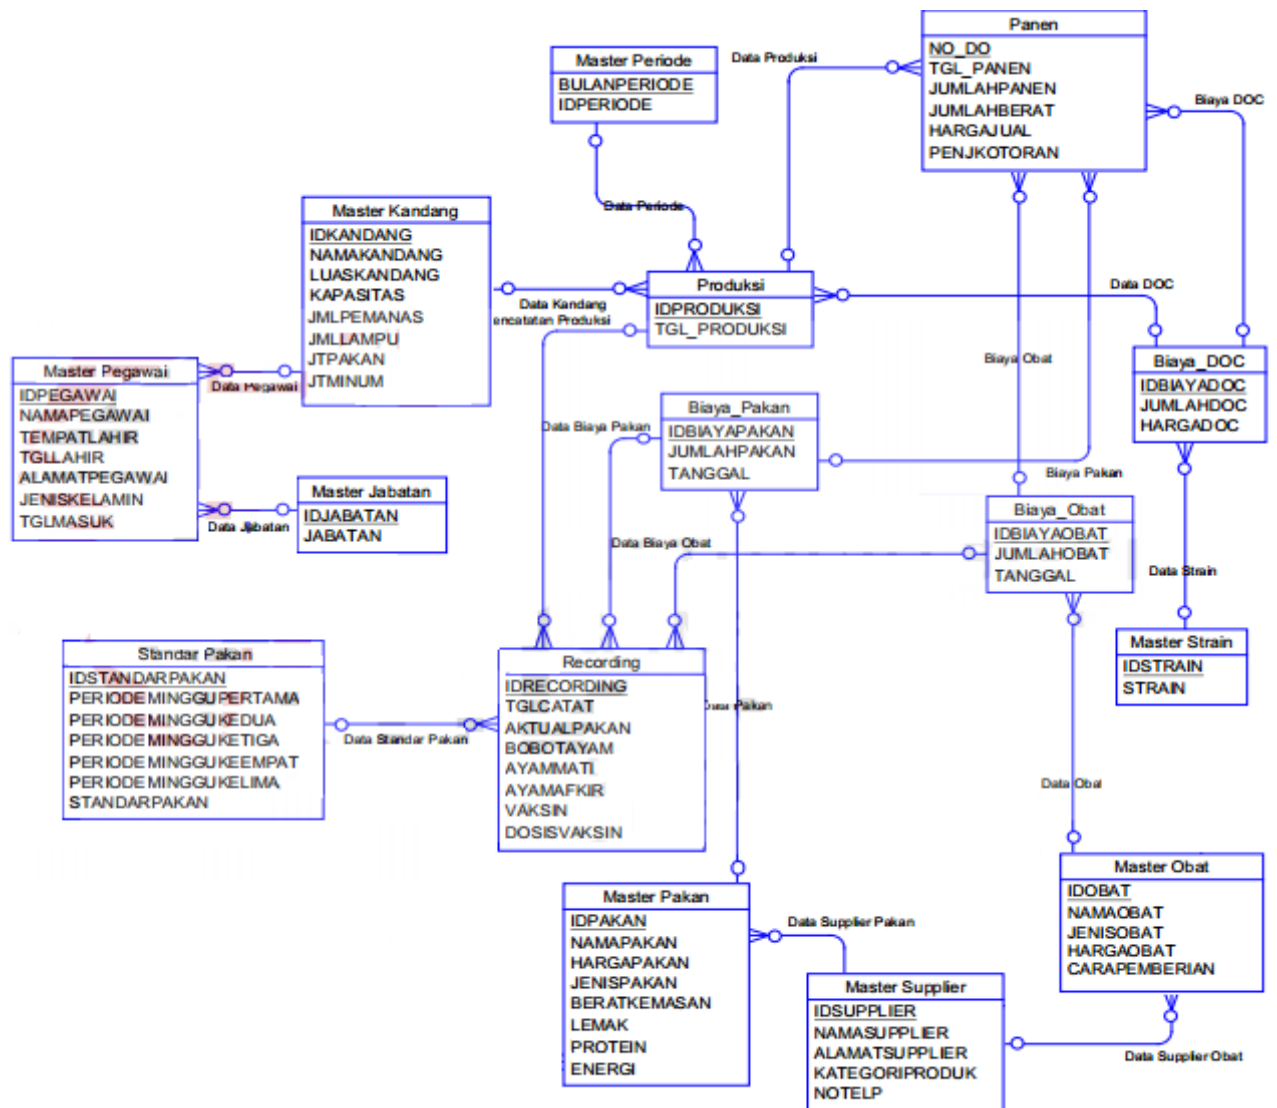 Panen
NO_DO
TGL_PANEN
JUMLAHPANEN
JUMLAHBERAT
HARGAJUAL
PENJKOTORAN
Master Periode
BULANPERIODE
IDPERIODE
Data Produksi
Biaya DOC
Data Periode
Master Kandang
IDKANDANG
NAMAKANDANG
LUASKANDANG
KAPASITAS
JMLPEMANAS
JMLLAMPU
JTPAKAN
JTMINUM
Data Kandang
encatatan Produksi
Produksi
IDPRODUKSI
TGL_PRODUKSI
Data DOC
Biaya Obat
Biaya_DOC
IDBIAYADOC
JUMLAHDOC
HARGADOC
Master Pegawai
IDPEGAWAI
NAMAPEGAWAI
TEMPATLAHIR
TGLLAHIR
ALAMATPEGAWAI
JENISKELAMIN
TGLMASUK
Data Pegawai
Data Biaya Pakan
Biaya_Pakan
IDBIAYAPAKAN
JUMLAHPAKAN
TANGGAL
Biaya Pakan
Master Jabatan
IDJABATAN
JABATAN
Data Jabatan
Data Biaya Obat
Biaya_Obat
IDBIAYAOBAT
JUMLAHOBAT
TANGGAL
Data Strain
Master Strain
IDSTRAIN
STRAIN
Standar Pakan
IDSTANDARPAKAN
PERIODEMINGGUPERTAMA
PERIODEMINGGUKEDUA
PERIODEMINGGUKETIGA
PERIODEMINGGUKEEMPAT
PERIODEMINGGUKELIMA
STANDARPAKAN
Data Standar Pakan
Recording
IDRECORDING
TGLCATAT
AKTUALPAKAN
BOBOTAYAM
AYAMMATI
AYAMAFKIR
VAKSIN
DOSISVAKSIN
Data Pakan
Data Obat
Master Pakan
IDPAKAN
NAMAPAKAN
HARGAPAKAN
JENISPAKAN
BERATKEMASAN
LEMAK
PROTEIN
ENERGI
Data Supplier Pakan
Master Obat
IDOBAT
NAMAOBAT
JENISOBAT
HARGAOBAT
CARAPEMBERIAN
Master Supplier
IDSUPPLIER
NAMASUPPLIER
ALAMATSUPPLIER
KATEGORIPRODUK
NOTELP
Data Supplier Obat